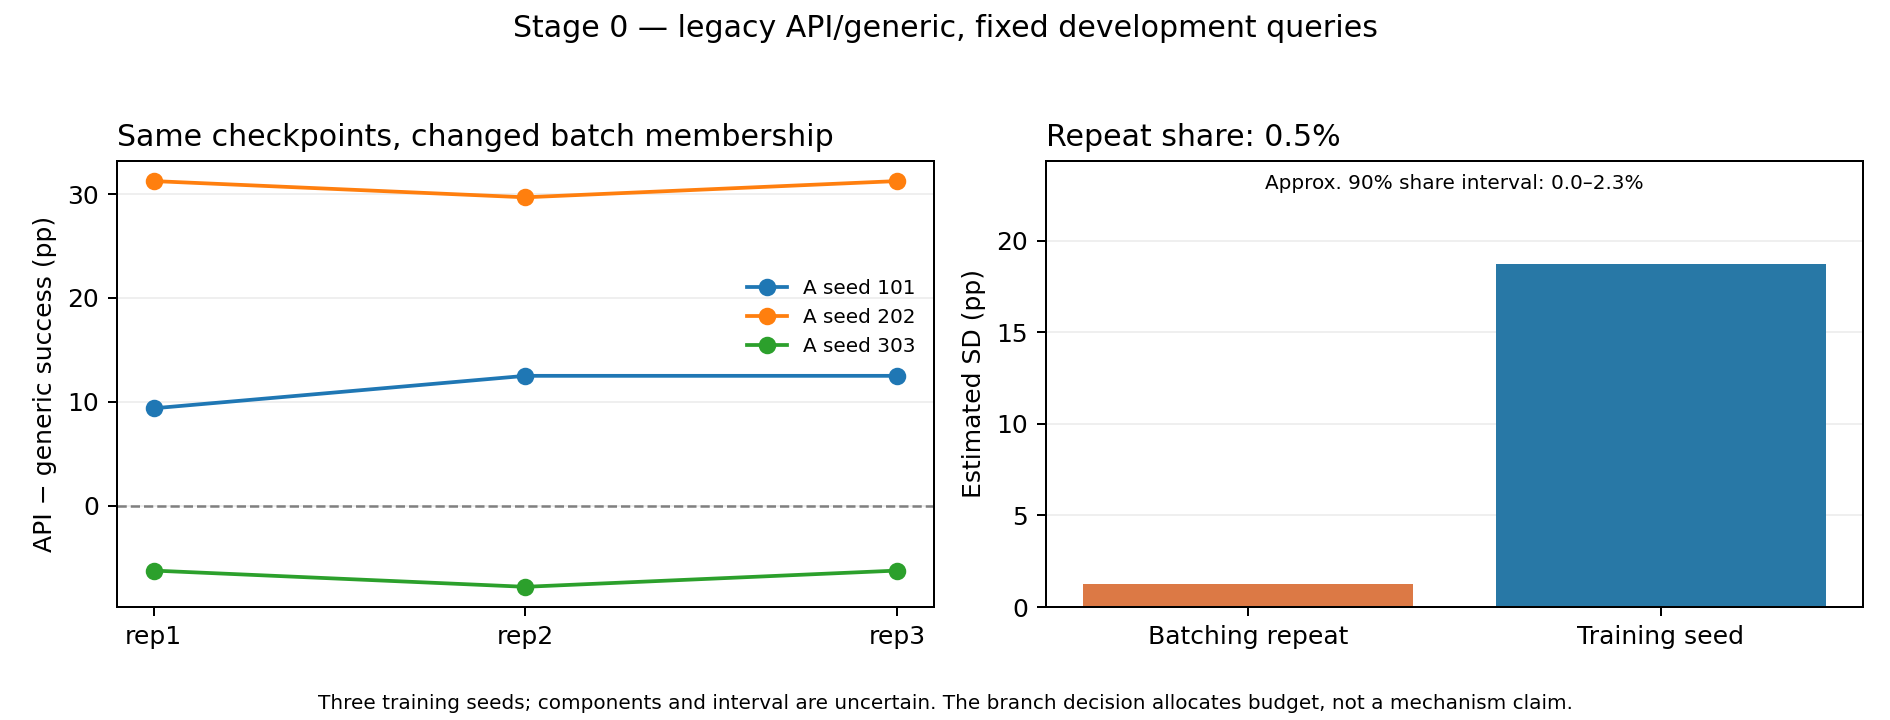 Stage 0 — legacy API/generic, fixed development queries
Same checkpoints, changed batch membership
API − generic success (pp)
30
20
10
0
A seed 101
A seed 202
A seed 303
rep1
rep2
rep3
Repeat share: 0.5%
Approx. 90% share interval: 0.0–2.3%
Estimated SD (pp)
20
15
10
5
0
Batching repeat
Training seed
Three training seeds; components and interval are uncertain. The branch decision allocates budget, not a mechanism claim.